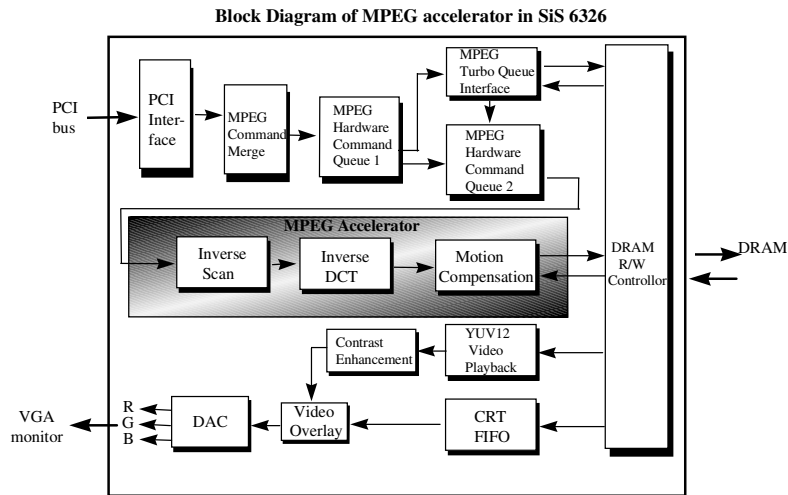 Block Diagram of MPEG accelerator in SiS 6326
PCI
bus
PCI
Inter-
face
MPEG
Command
Merge
MPEG
Hardware
Command
Queue 1
MPEG
Turbo Queue
Interface
MPEG
Hardware
Command
Queue 2
MPEG Accelerator
Inverse
Scan
Inverse
DCT
Motion
Compensation
DRAM
R/W
Controllor
DRAM
Contrast
Enhancement
YUV12
Video
Playback
VGA
monitor
R
G
B
DAC
Video
Overlay
CRT
FIFO